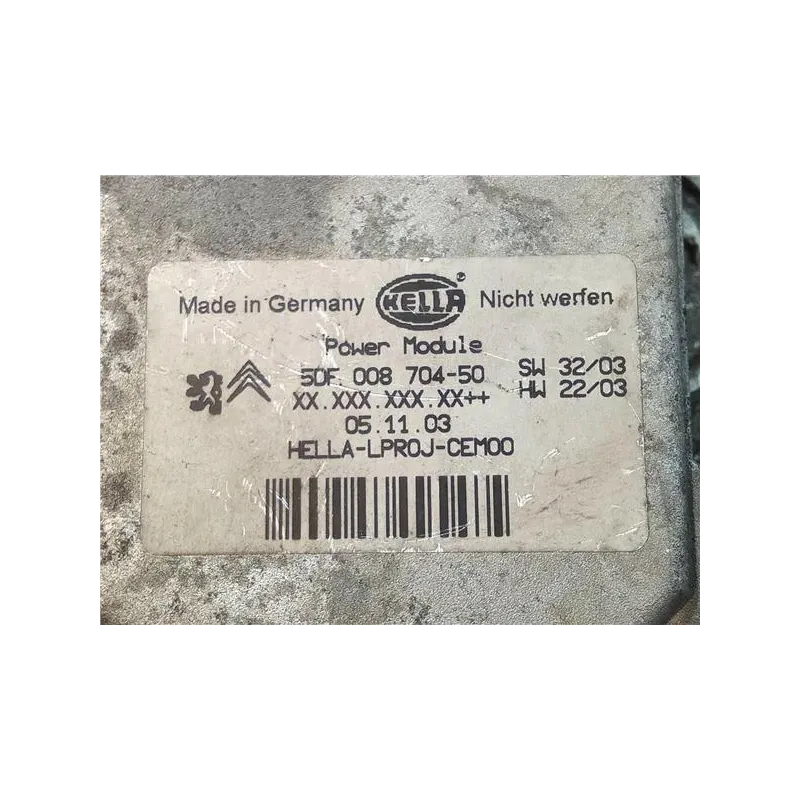 Made in Germany HELLA ® Nicht werfen
Power Module
5DF 008 704-50 SW 32/03
XX.XXX.XXX.XX++ HW 22/03
05.11.03
HELLA-LPROJ-CEM00